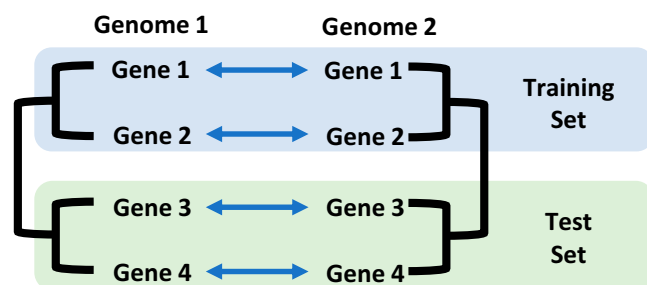 Genome 1 Genome 2
Gene 1 Gene 1
Training
Set
Gene 2 Gene 2
Gene 3 Gene 3
Test
Set
Gene 4 Gene 4